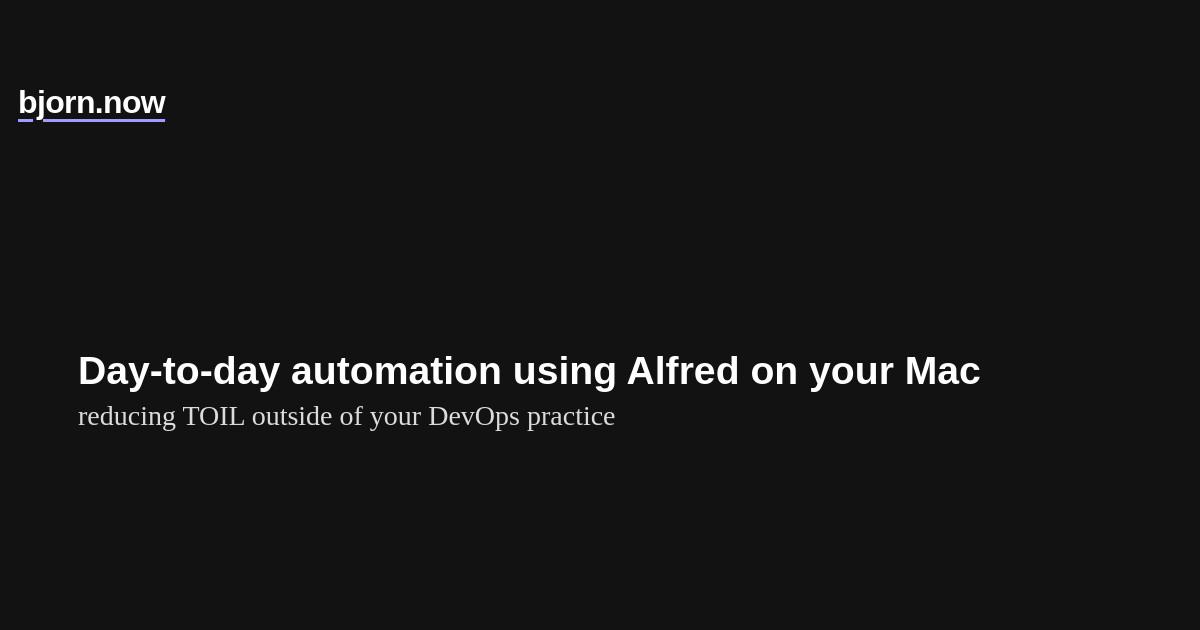 bjorn.now
Day-to-day automation using Alfred on your Mac
reducing TOIL outside of your DevOps practice